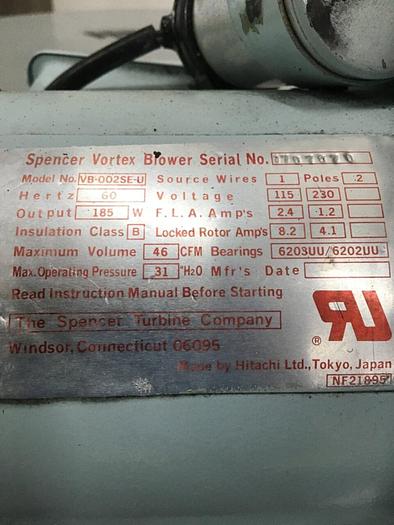 Spencer Vortex Blower Serial No.
Model No. VB-002SE-U Source Wires 1 Poles 2
Hertz 60 Voltage 115 230
Output 185 W F.L.A. Amp's 2.4 1.2
Insulation Class B Locked Rotor Amp's 8.2 4.1
Maximum Volume 46 CFM Bearings 6203UU/6202UU
Max. Operating Pressure 31 "H2O Mfr's Date
Read Instruction Manual Before Starting
The Spencer Turbine Company
Windsor, Connecticut 06095
Made by Hitachi Ltd., Tokyo, Japan
NF21895
RU
®